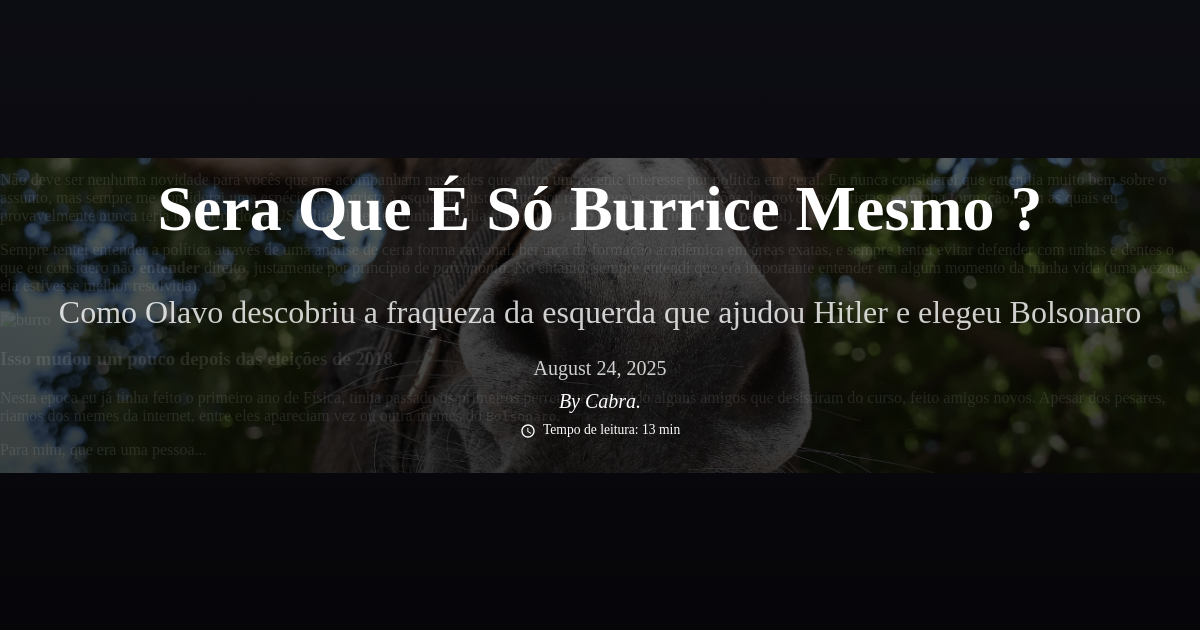 Não deve ser nenhuma novidade para vocês que me acompanham nas redes que nutro um recente interesse por política em geral. Eu nunca considerei que entendia muito bem sobre o
assunto, mas sempre me
provavelmente nunca ter
Sera Que É Só Burrice Mesmo ?
Sempre tentei entender a política através de uma análise de certa forma racional, herança da formação acadêmica em áreas exatas, e sempre tentei evitar defender com unhas e dentes o
que eu considero não entender direito, justamente por princípio de parcimônio. No entanto, sempre entendi que era importante entender em algum momento da minha vida (uma vez que
ela estivesse melhor resolvida).
burro
Como Olavo descobriu a fraqueza da esquerda que ajudou Hitler e elegeu Bolsonaro
Isso mudou um pouco depois das eleições de 2018.
August 24, 2025
Nesta época eu já tinha feito o primeiro ano de Física, tinha passado os primeiros alguns amigos que desistiram do curso, feito amigos novos. Apesar dos pesares,
riamos dos memes da internet, entre eles apareciam vez ou outra memes do Bolsonaro.
By Cabra.
Tempo de leitura: 13 min
Para mim, que era uma pessoa...